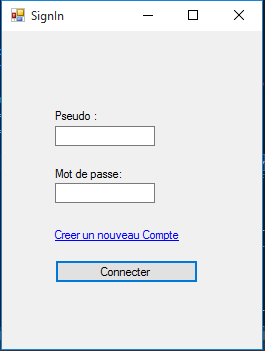 SignIn
Pseudo :
Mot de passe:
Creer un nouveau Compte
Connecter